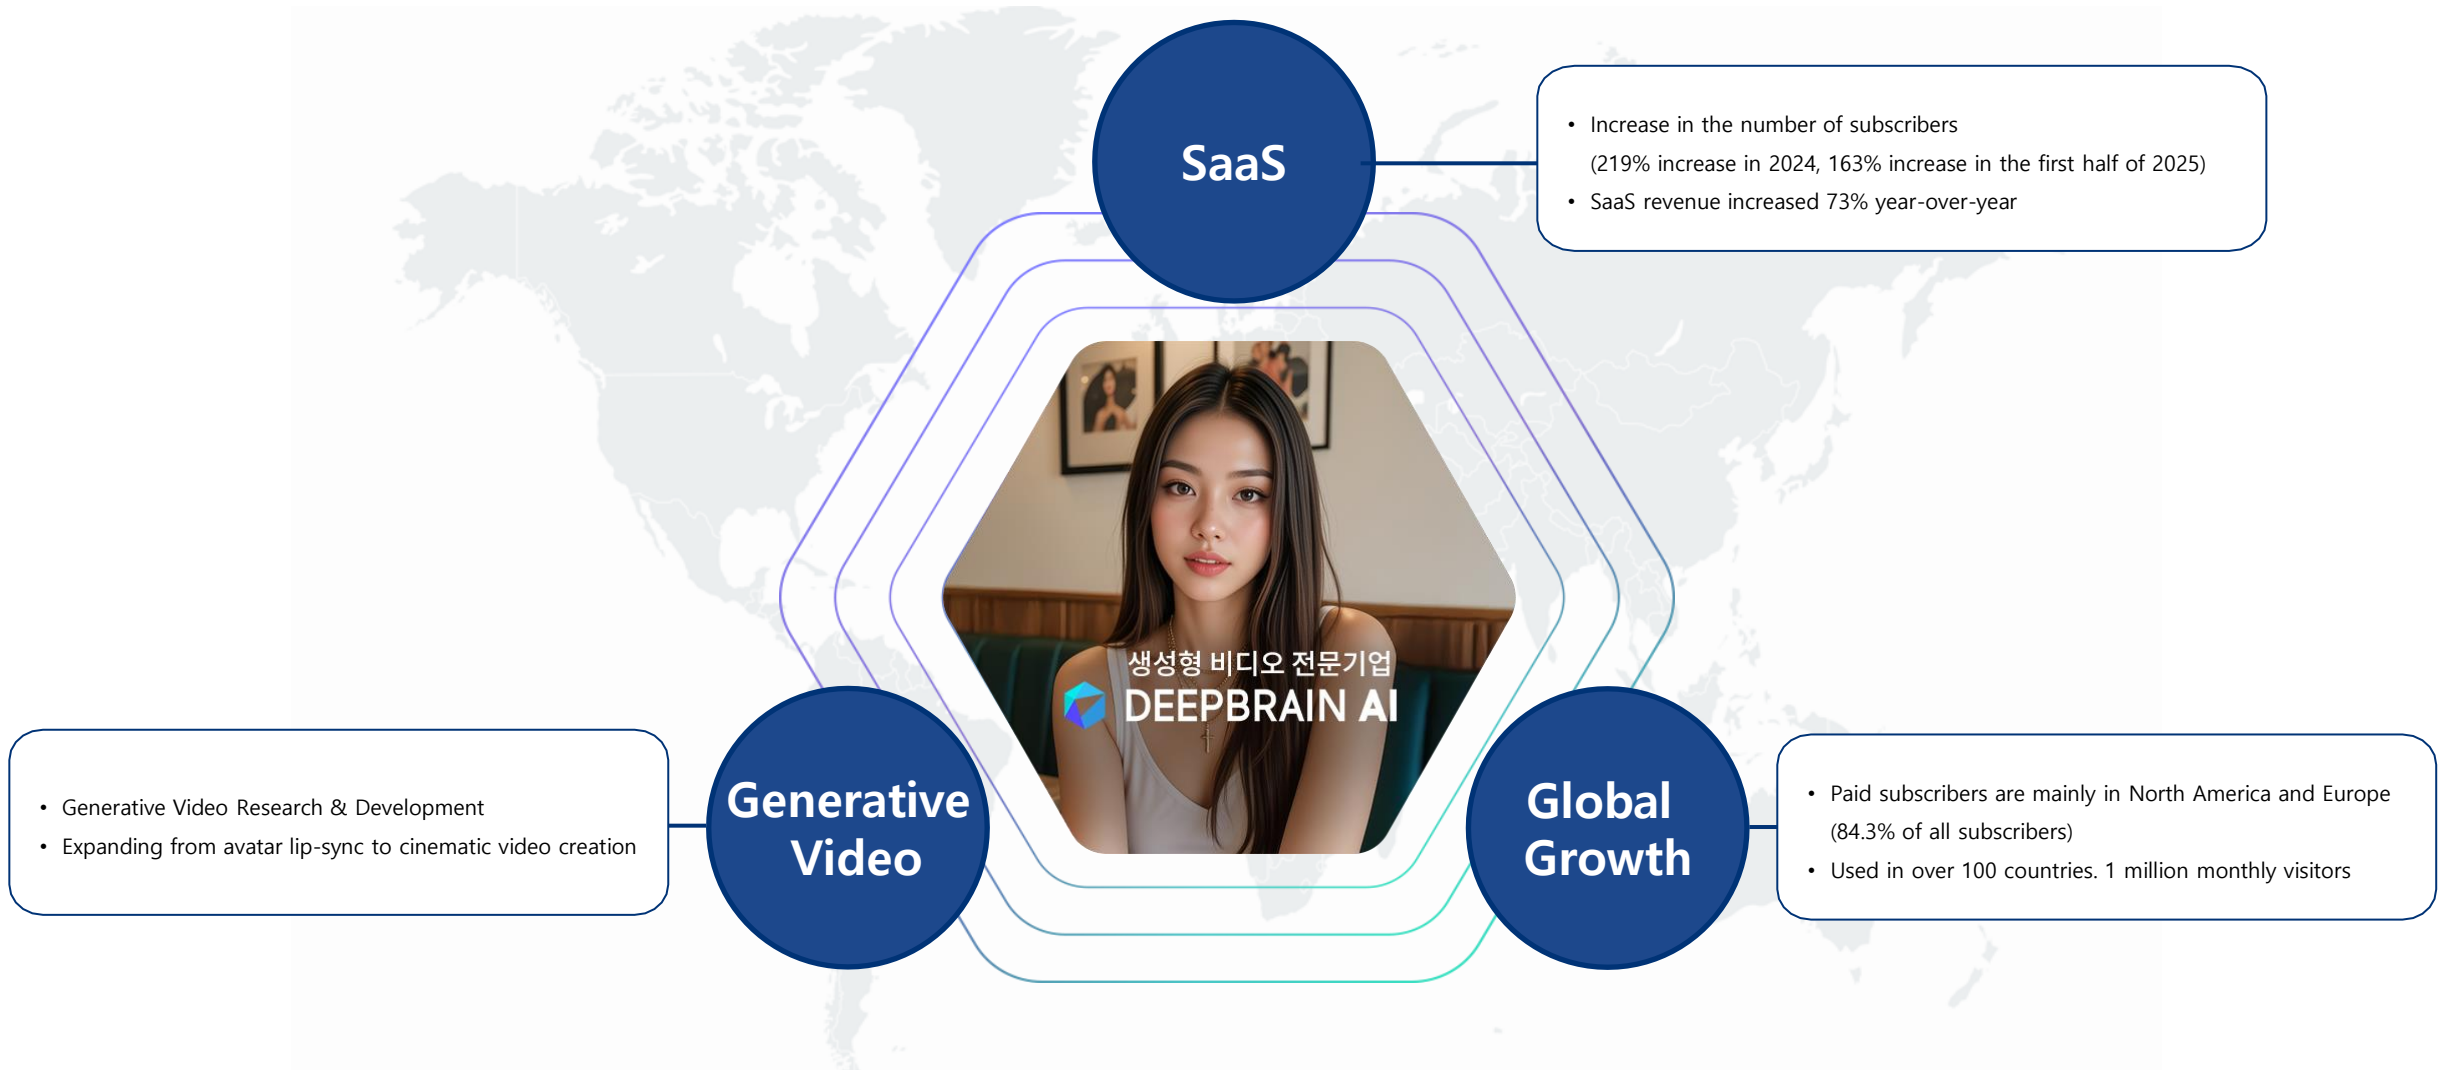 SaaS
• Increase in the number of subscribers
(219% increase in 2024, 163% increase in the first half of 2025)
• SaaS revenue increased 73% year-over-year
생성형 비디오 전문기업
DEEPBRAIN AI
Generative
Video
• Generative Video Research & Development
• Expanding from avatar lip-sync to cinematic video creation
Global
Growth
• Paid subscribers are mainly in North America and Europe
(84.3% of all subscribers)
• Used in over 100 countries. 1 million monthly visitors